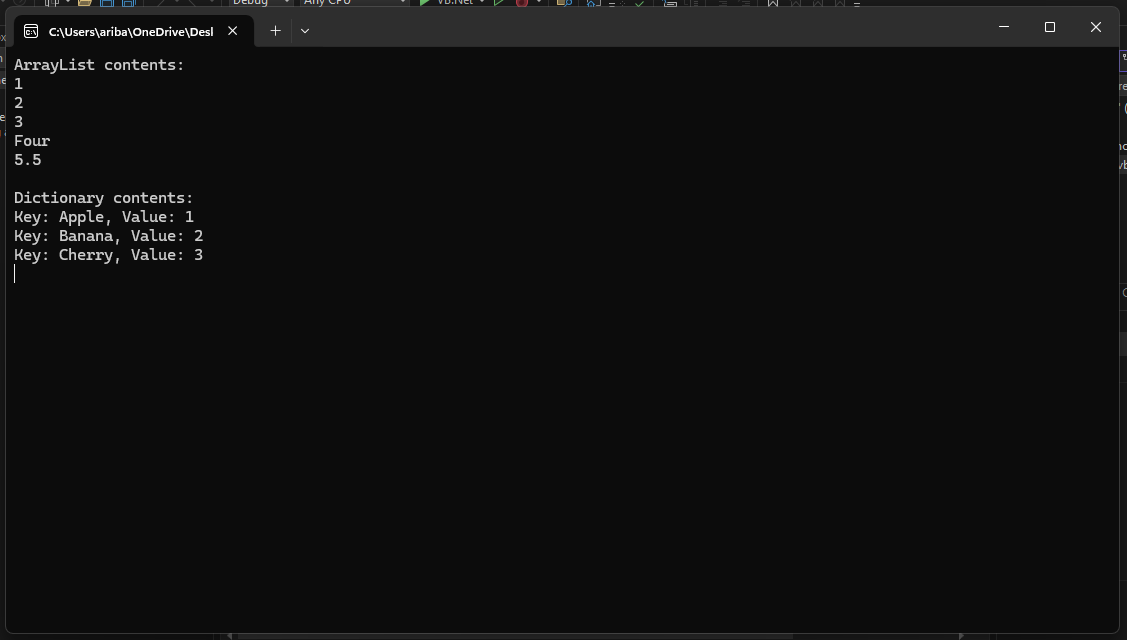 Debug Any CPU VB.Net
C:\Users\ariba\OneDrive\Desl
ArrayList contents:
1
2
3
Four
5.5
Dictionary contents:
Key: Apple, Value: 1
Key: Banana, Value: 2
Key: Cherry, Value: 3